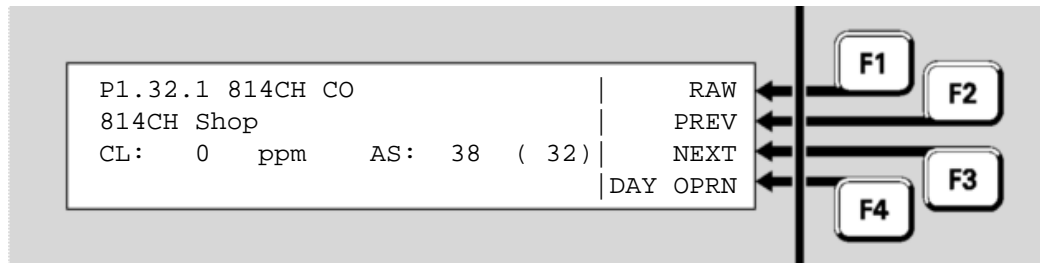 P1.32.1 814CH CO | RAW
814CH Shop | PREV
CL: 0 ppm AS: 38 ( 32)| NEXT
|DAY OPRN
F1
F2
F3
F4